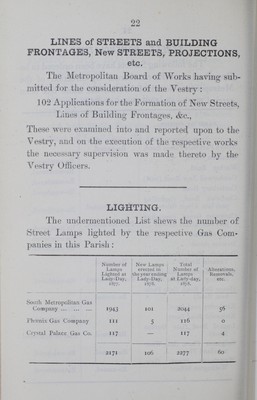 22
LINES of STREETS and BUILDING
FRONTAGES, New STREETS, PROJECTIONS,
etc.
The Metropolitan Board of Works having sub-
mitted for the consideration of the Vestry :
102 Applications for the Formation of New Streets,
Lines of Building Frontages, &c.,
These were examined into and reported upon to the
Vestry, and on the execution of the respective works
the necessary supervision was made thereto by the
Vestry Officers.
LIGHTING.
The undermentioned List shews the number of
Street Lamps lighted by the respective Gas Com-
panies in this Parish :
Number of Lamps Lighted at Lady-Day, 1877. New Lamps erected in the year ending Lady-Day, 1878. Total Number of Lamps at Lady-day, 1878. Alterations, Removals, etc.
South Metropolitan Gas
Company ... ... ... 1943 101 2044 56
Phœnix Gas Company 111 5 116 0
Crystal Palace Gas Co. 117 — 117 4
2171 106 2277 60